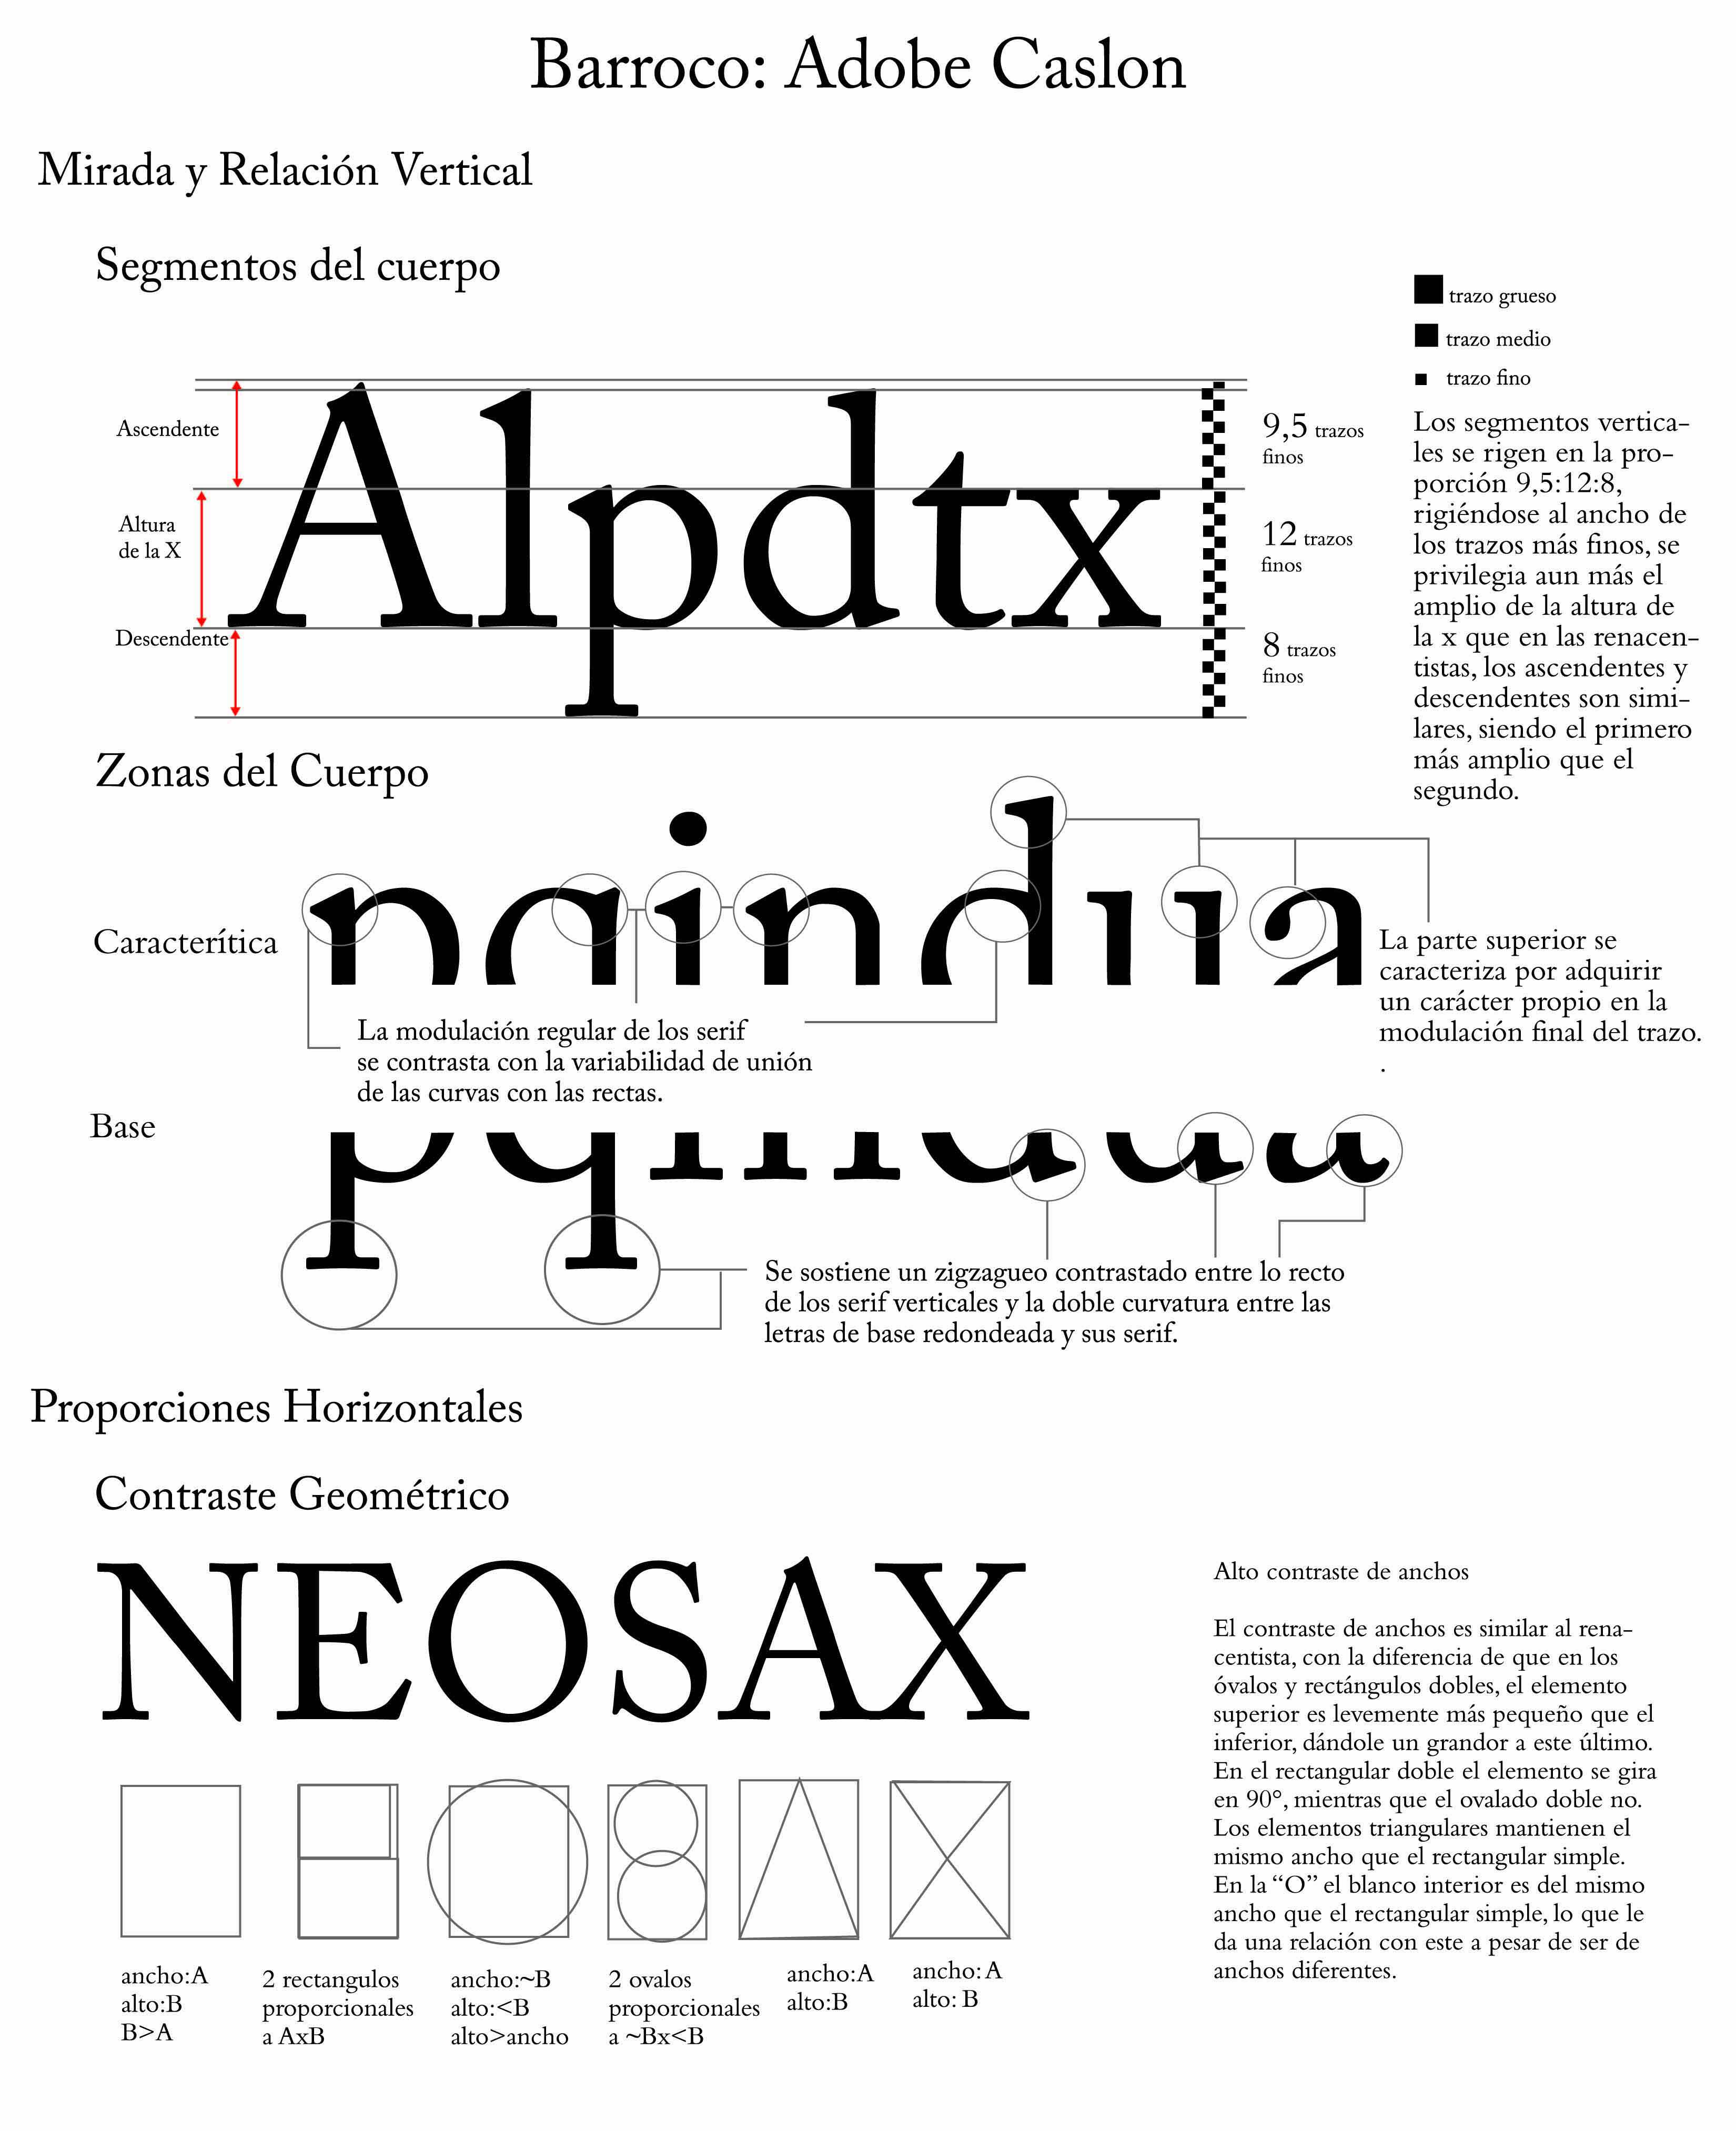 Barroco: Adobe Caslon
Mirada y Relación Vertical
Segmentos del cuerpo
trazo grueso
trazo medio
trazo fino
Ascendente
Altura
de la X
Descendente
Alpdtx
9,5 trazos
finos
12 trazos
finos
8 trazos
finos
Los segmentos vertica-
les se rigen en la pro-
porción 9,5:12:8,
rigiéndose al ancho de
los trazos más finos, se
privilegia aun más el
amplio de la altura de
la x que en las renacen-
tistas, los ascendentes y
descendentes son simi-
lares, siendo el primero
más amplio que el
segundo.
Zonas del Cuerpo
Caracterítica
pqindua
La parte superior se
caracteriza por adquirir
un carácter propio en la
modulación final del trazo.
.
La modulación regular de los serif
se contrasta con la variabilidad de unión
de las curvas con las rectas.
Base
pqindua
Se sostiene un zigzagueo contrastado entre lo recto
de los serif verticales y la doble curvatura entre las
letras de base redondeada y sus serif.
Proporciones Horizontales
Contraste Geométrico
NEOSAX
ancho:A
alto:B
B>A
2 rectangulos
proporcionales
a AxB
ancho:~B
alto:<B
alto>ancho
2 ovalos
proporcionales
a ~Bx<B
ancho:A
alto:B
ancho: A
alto: B
Alto contraste de anchos
El contraste de anchos es similar al rena-
centista, con la diferencia de que en los
óvalos y rectángulos dobles, el elemento
superior es levemente más pequeño que el
inferior, dándole un grandor a este último.
En el rectangular doble el elemento se gira
en 90°, mientras que el ovalado doble no.
Los elementos triangulares mantienen el
mismo ancho que el rectangular simple.
En la “O” el blanco interior es del mismo
ancho que el rectangular simple, lo que le
da una relación con este a pesar de ser de
anchos diferentes.